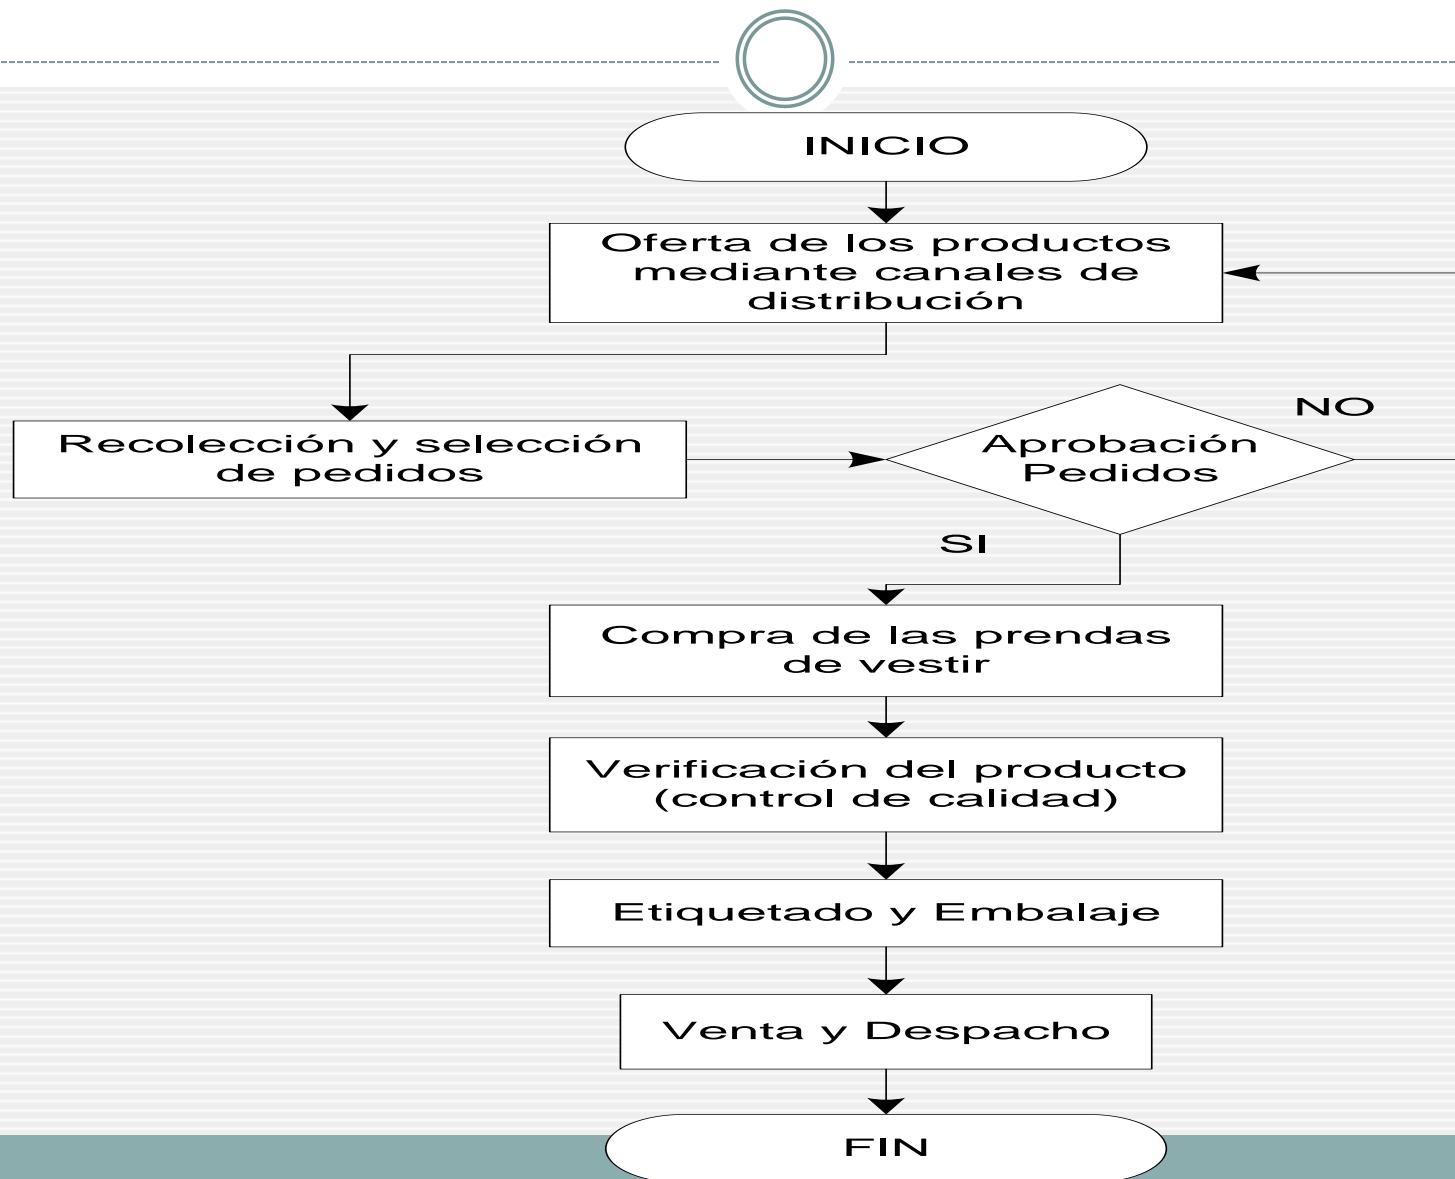 INICIO
Oferta de los productos
mediante canales de
distribución
Recolección y selección
de pedidos
Aprobación
Pedidos
NO
SI
Compra de las prendas
de vestir
Verificación del producto
(control de calidad)
Etiquetado y Embalaje
Venta y Despacho
FIN